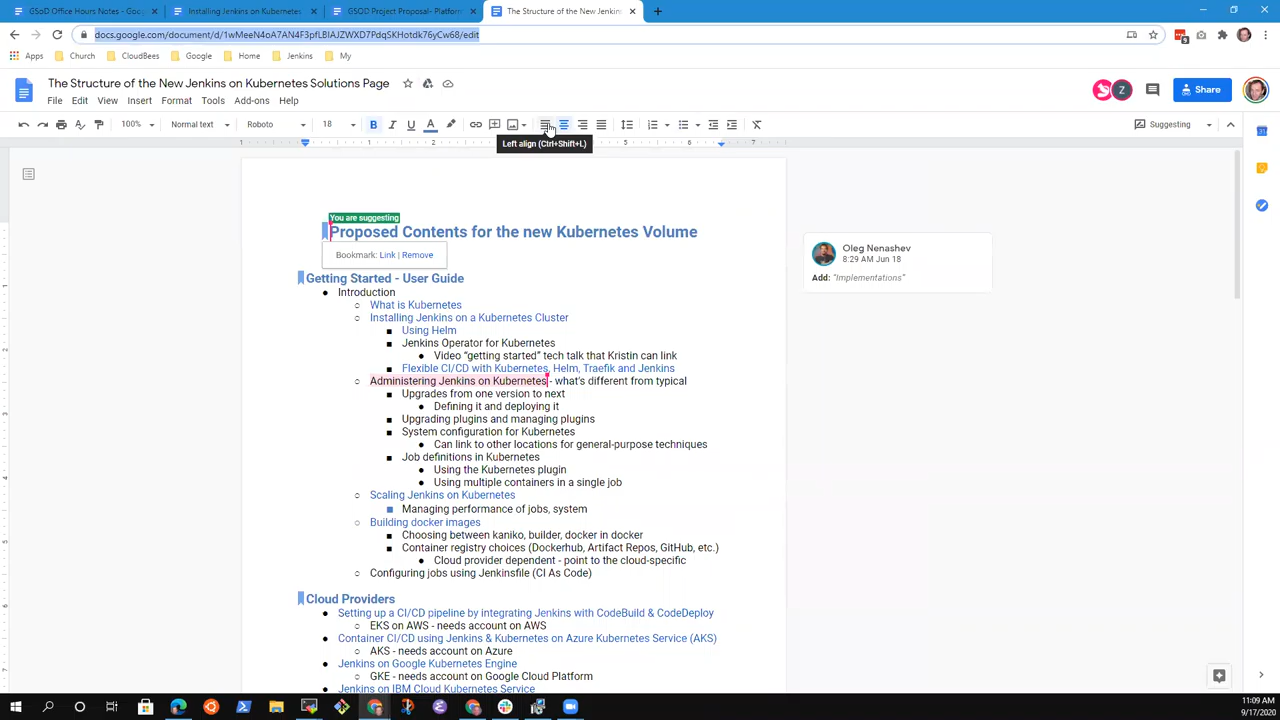 GSoD Office Hours Notes - Googl
Installing Jenkins on Kubernetes
GSOD Project Proposal- Platform
The Structure of the New Jenkins
docs.google.com/document/d/1wMeeN4oA7AN4F3pfLBIAJZWXD7PdqSKHotdk76yCw68/edit
Apps Church CloudBees Google Home Jenkins My
The Structure of the New Jenkins on Kubernetes Solutions Page
File Edit View Insert Format Tools Add-ons Help
Z
Share
100% Normal text Roboto 18 B I U A Suggesting
Left align (Ctrl+Shift+L)
1 1 2 5 6 7
You are suggesting
Proposed Contents for the new Kubernetes Volume
Bookmark: Link | Remove
Oleg Nenashev
8:29 AM Jun 18
Add: "Implementations"
Getting Started - User Guide
● Introduction
○ What is Kubernetes
○ Installing Jenkins on a Kubernetes Cluster
■ Using Helm
■ Jenkins Operator for Kubernetes
● Video “getting started” tech talk that Kristin can link
■ Flexible CI/CD with Kubernetes, Helm, Traefik and Jenkins
○ Administering Jenkins on Kubernetes - what's different from typical
■ Upgrades from one version to next
● Defining it and deploying it
■ Upgrading plugins and managing plugins
■ System configuration for Kubernetes
● Can link to other locations for general-purpose techniques
■ Job definitions in Kubernetes
● Using the Kubernetes plugin
● Using multiple containers in a single job
○ Scaling Jenkins on Kubernetes
■ Managing performance of jobs, system
○ Building docker images
■ Choosing between kaniko, builder, docker in docker
■ Container registry choices (Dockerhub, Artifact Repos, GitHub, etc.)
● Cloud provider dependent - point to the cloud-specific
○ Configuring jobs using Jenkinsfile (CI As Code)
Cloud Providers
● Setting up a CI/CD pipeline by integrating Jenkins with CodeBuild & CodeDeploy
○ EKS on AWS - needs account on AWS
● Container CI/CD using Jenkins & Kubernetes on Azure Kubernetes Service (AKS)
○ AKS - needs account on Azure
● Jenkins on Google Kubernetes Engine
○ GKE - needs account on Google Cloud Platform
● Jenkins on IBM Cloud Kubernetes Service
11:09 AM
9/17/2020